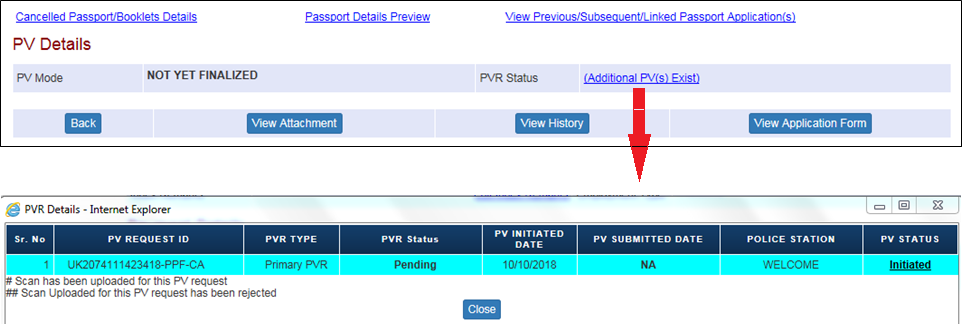 Cancelled Passport/Booklets Details Passport Details Preview View Previous/Subsequent/Linked Passport Application(s)
PV Details
PV Mode NOT YET FINALIZED PVR Status (Additional PV(s) Exist)
Back View Attachment View History View Application Form
PVR Details - Internet Explorer
Sr. No PV REQUEST ID PVR TYPE PVR Status PV INITIATED DATE PV SUBMITTED DATE POLICE STATION PV STATUS
1 UK2074111423418-PPF-CA Primary PVR Pending 10/10/2018 NA WELCOME Initiated
# Scan has been uploaded for this PV request
## Scan Uploaded for this PV request has been rejected
Close